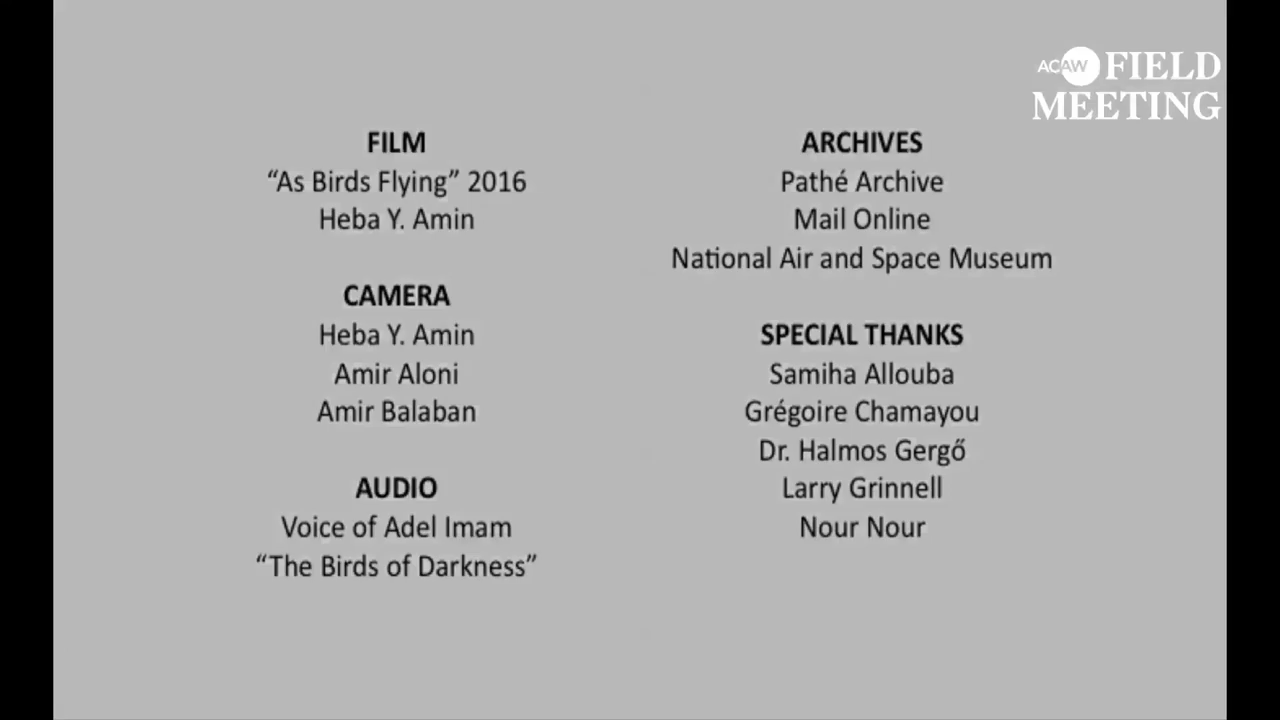 ACAW FIELD
MEETING
FILM
“As Birds Flying” 2016
Heba Y. Amin
CAMERA
Heba Y. Amin
Amir Aloni
Amir Balaban
AUDIO
Voice of Adel Imam
“The Birds of Darkness”
ARCHIVES
Pathé Archive
Mail Online
National Air and Space Museum
SPECIAL THANKS
Samiha Allouba
Grégoire Chamayou
Dr. Halmos Gergő
Larry Grinnell
Nour Nour